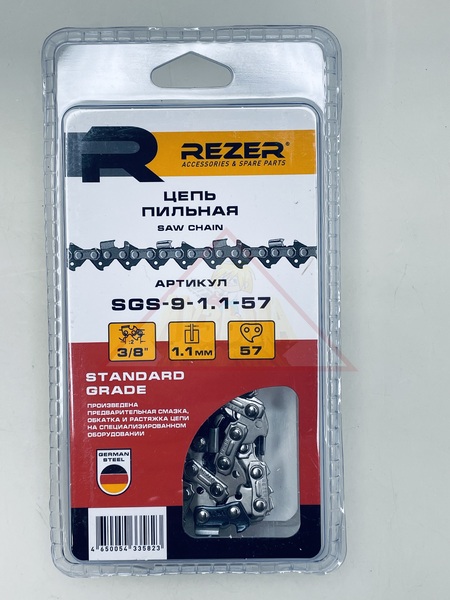 R
REZER®
ACCESSORIES & SPARE PARTS
ЦЕПЬ
ПИЛЬНАЯ
SAW CHAIN
АРТИКУЛ
SGS-9-1.1-57
3/8"
1.1мм
57
STANDARD
GRADE
ПРОИЗВЕДЕНА
ПРЕДВАРИТЕЛЬНАЯ СМАЗКА,
ОБКАТКА И РАСТЯЖКА ЦЕПИ
НА СПЕЦИАЛИЗИРОВАННОМ
ОБОРУДОВАНИИ
GERMAN
STEEL
4 650054 335823